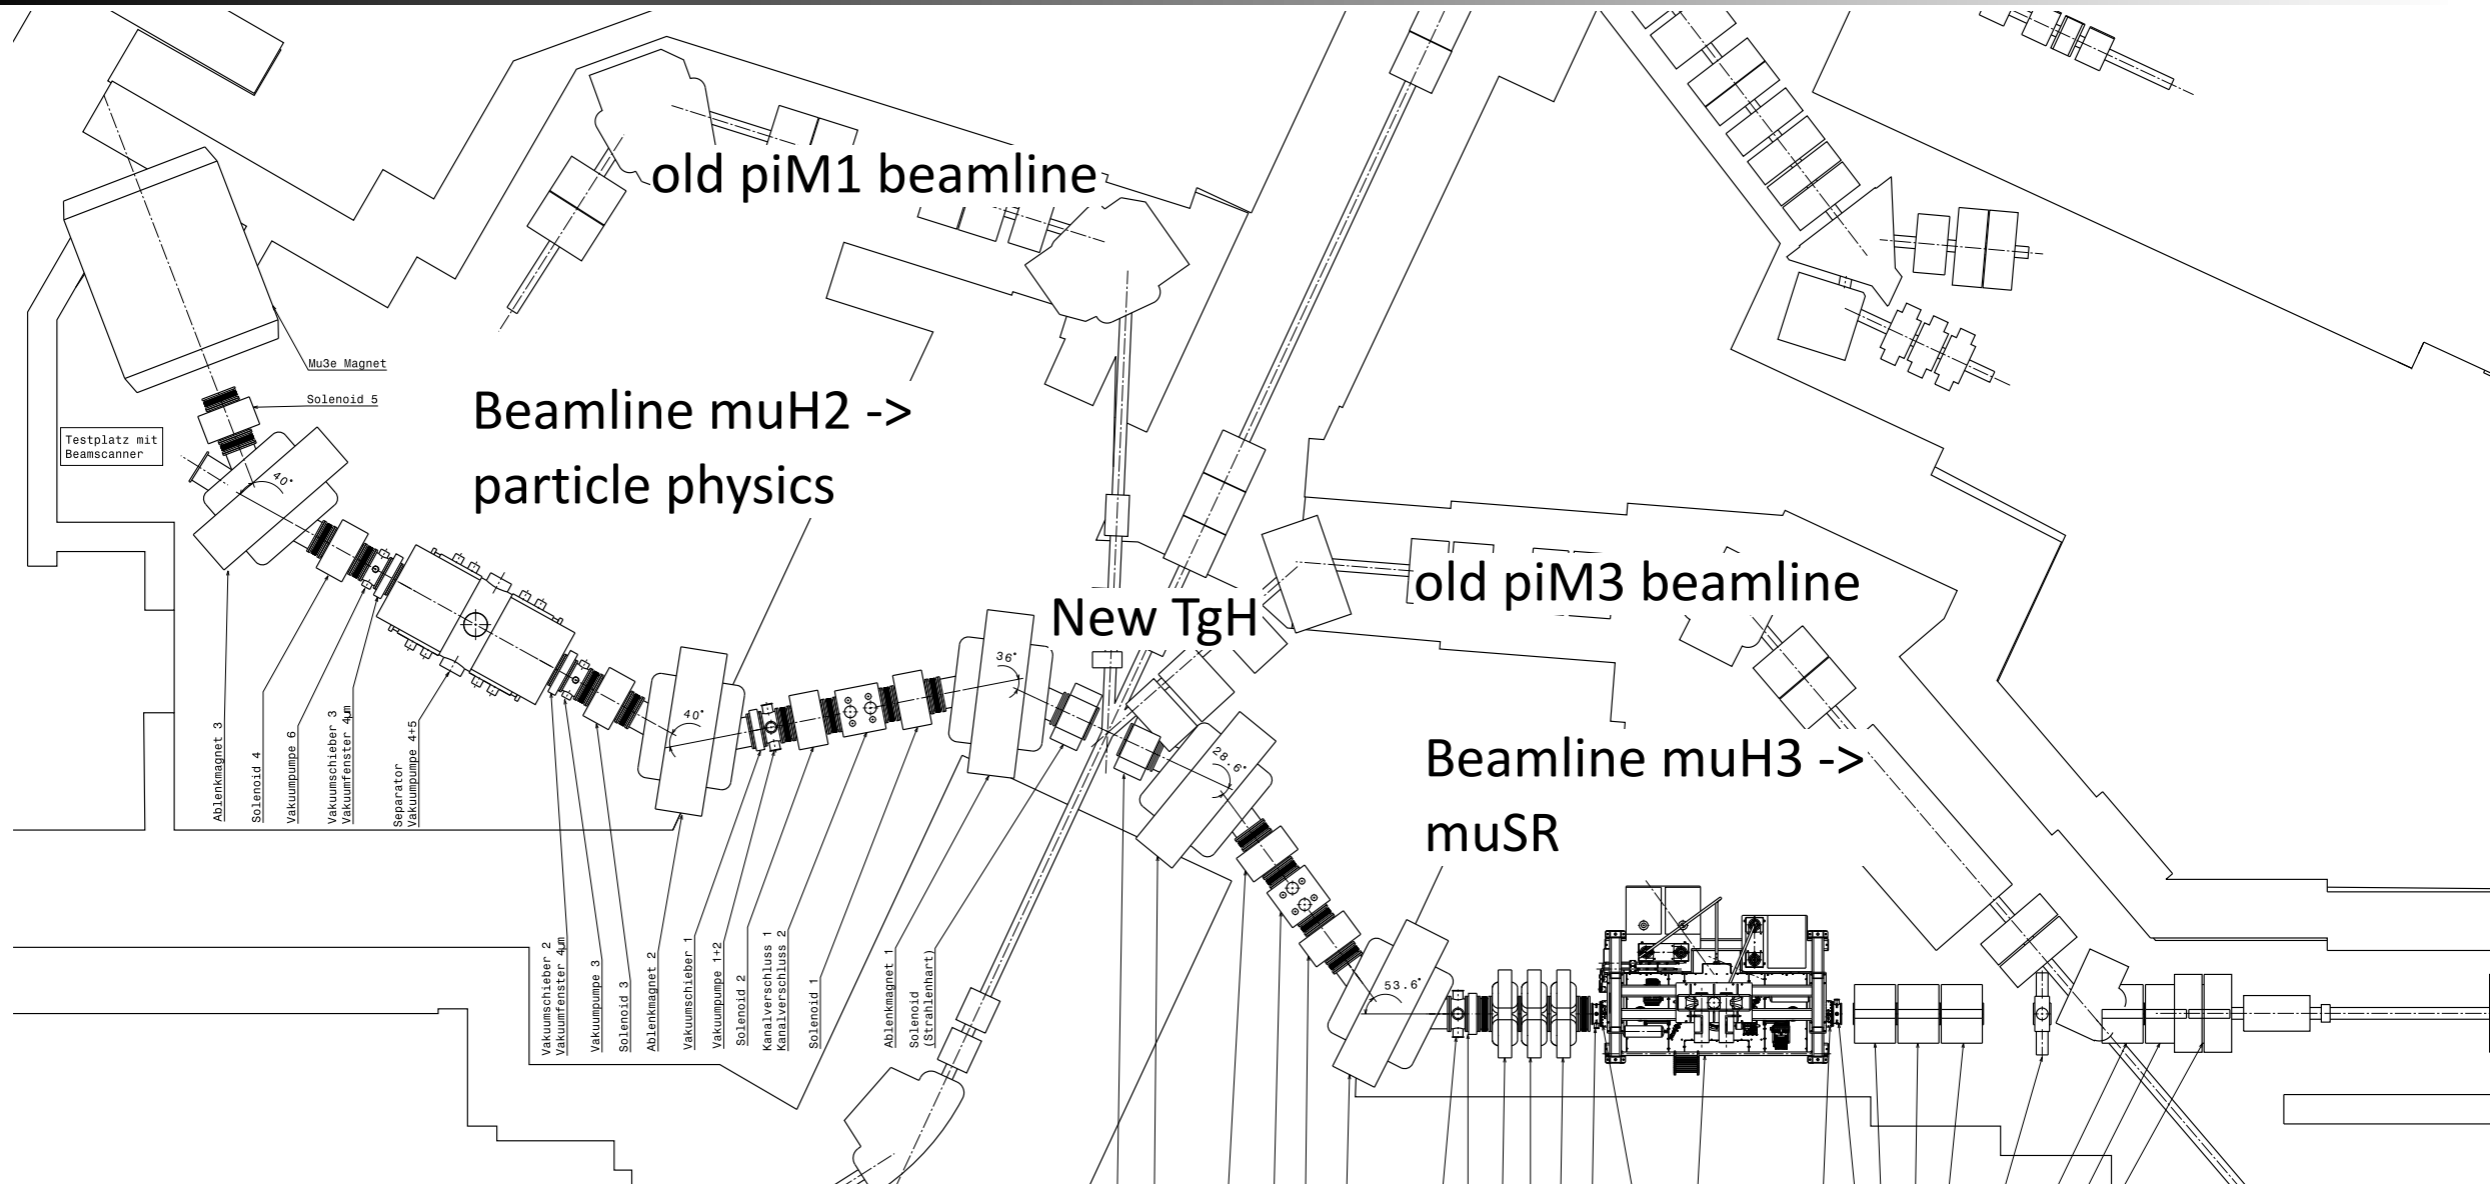 old piM1 beamline
Mu3e Magnet
Solenoid 5
Beamline muH2 ->
particle physics
Testplatz mit
Beamscanner
40°
old piM3 beamline
New TgH
36°
40°
28.6°
Beamline muH3 ->
muSR
53.6°
Ablenkmagnet 3
Solenoid 4
Vakuumpumpe 6
Vakuumschieber 3
Vakuumfenster 4µm
Separator
Vakuumpumpe 4+5
Vakuumschieber 2
Vakuumfenster 4µm
Vakuumpumpe 3
Solenoid 3
Ablenkmagnet 2
Vakuumschieber 1
Vakuumpumpe 1+2
Solenoid 2
Kanalverschluss 1
Kanalverschluss 2
Solenoid 1
Ablenkmagnet 1
Solenoid
(Strahlenhart)